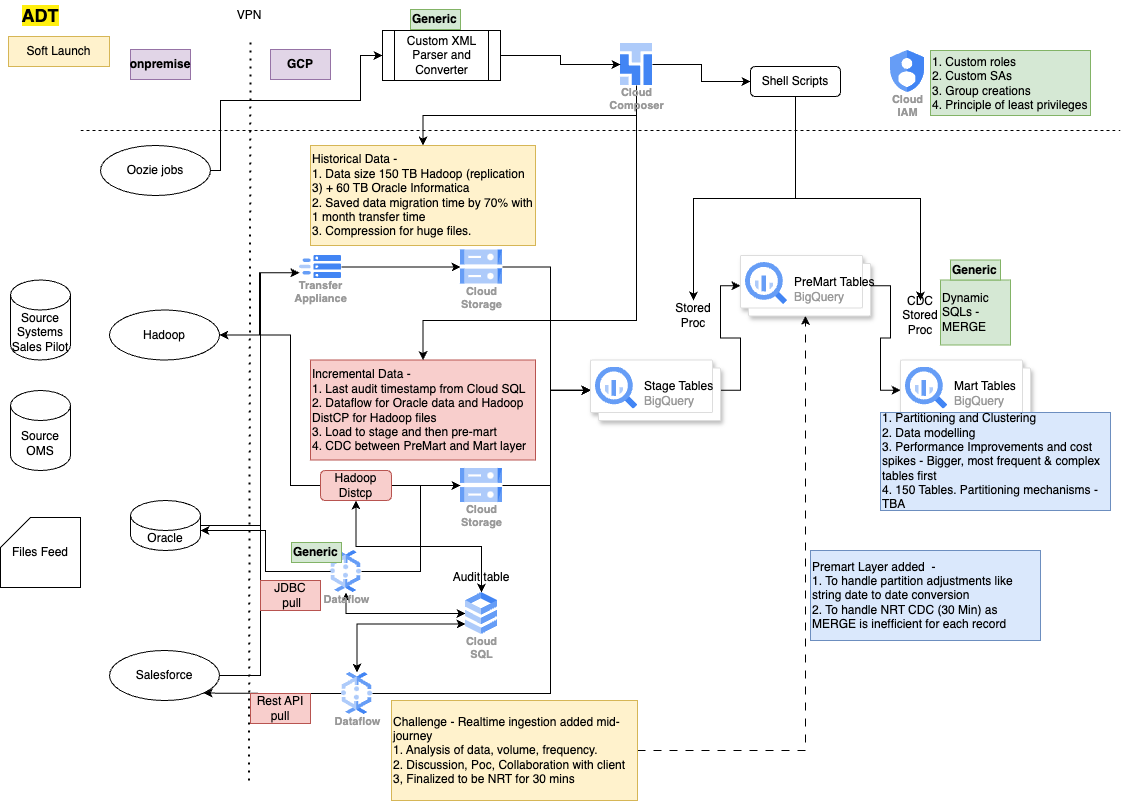 ADT
VPN
Soft Launch
onpremise
GCP
Generic
Custom XML
Parser and
Converter
Cloud
Composer
Shell Scripts
Cloud
IAM
1. Custom roles
2. Custom SAs
3. Group creations
4. Principle of least privileges
Oozie jobs
Historical Data -
1. Data size 150 TB Hadoop (replication
3) + 60 TB Oracle Informatica
2. Saved data migration time by 70% with
1 month transfer time
3. Compression for huge files.
Transfer
Appliance
Cloud
Storage
Source
Systems
Sales Pilot
Hadoop
Stored
Proc
PreMart Tables
BigQuery
CDC
Stored
Proc
Generic
Dynamic
SQLs -
MERGE
Incremental Data -
1. Last audit timestamp from Cloud SQL
2. Dataflow for Oracle data and Hadoop
DistCP for Hadoop files
3. Load to stage and then pre-mart
4. CDC between PreMart and Mart layer
Stage Tables
BigQuery
Mart Tables
BigQuery
1. Partitioning and Clustering
2. Data modelling
3. Performance Improvements and cost
spikes - Bigger, most frequent & complex
tables first
4. 150 Tables. Partitioning mechanisms -
TBA
Source
OMS
Hadoop
Distcp
Cloud
Storage
Oracle
Files Feed
Generic
Dataflow
JDBC
pull
Audit table
Cloud
SQL
Premart Layer added -
1. To handle partition adjustments like
string date to date conversion
2. To handle NRT CDC (30 Min) as
MERGE is inefficient for each record
Salesforce
Rest API
pull
Dataflow
Challenge - Realtime ingestion added mid-
journey
1. Analysis of data, volume, frequency.
2. Discussion, Poc, Collaboration with client
3, Finalized to be NRT for 30 mins